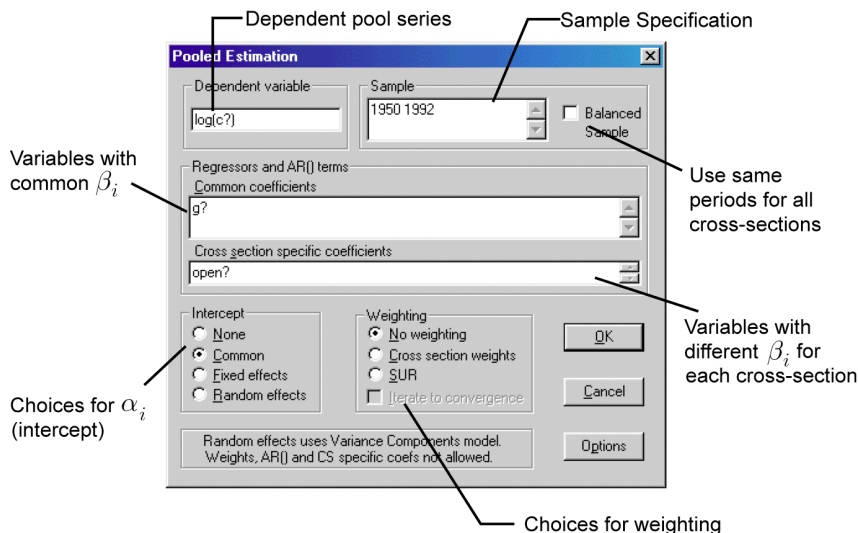 Dependent pool series
Sample Specification
Pooled Estimation
Dependent variable
log(c?)
Sample
1950 1992
Balanced
Sample
Variables with
common βi
Regressors and AR() terms
Common coefficients
g?
Cross section specific coefficients
open?
Use same
periods for all
cross-sections
Intercept
None
Common
Fixed effects
Random effects
Weighting
No weighting
Cross section weights
SUR
Iterate to convergence
OK
Cancel
Options
Variables with
different βi for
each cross-section
Choices for αi
(intercept)
Random effects uses Variance Components model.
Weights, AR() and CS specific coefs not allowed.
Choices for weighting